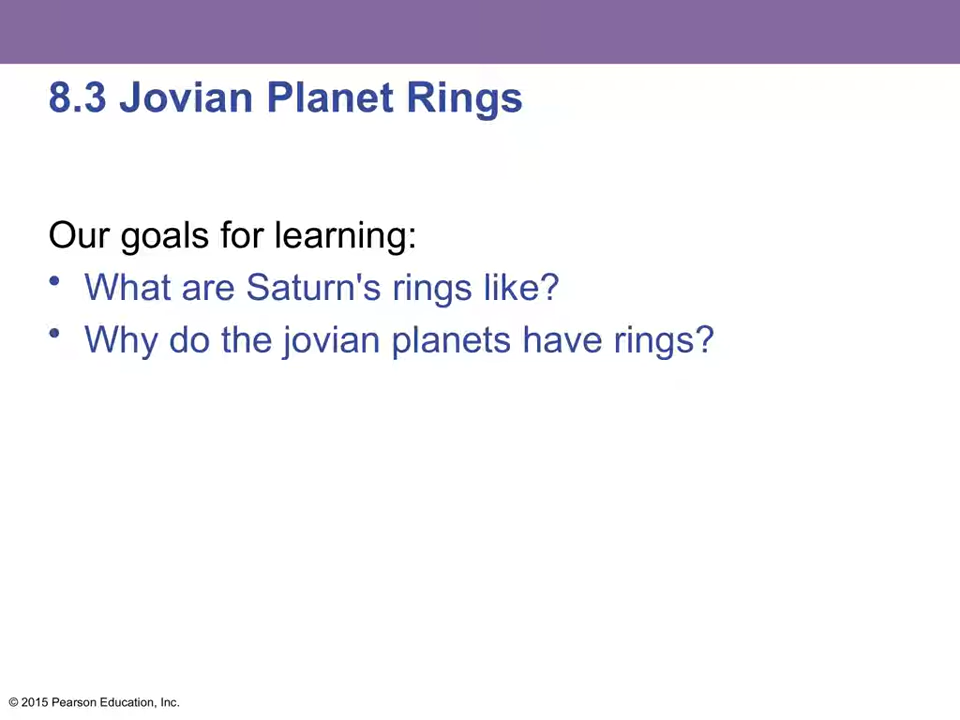 8.3 Jovian Planet Rings
Our goals for learning:
• What are Saturn's rings like?
• Why do the jovian planets have rings?
© 2015 Pearson Education, Inc.